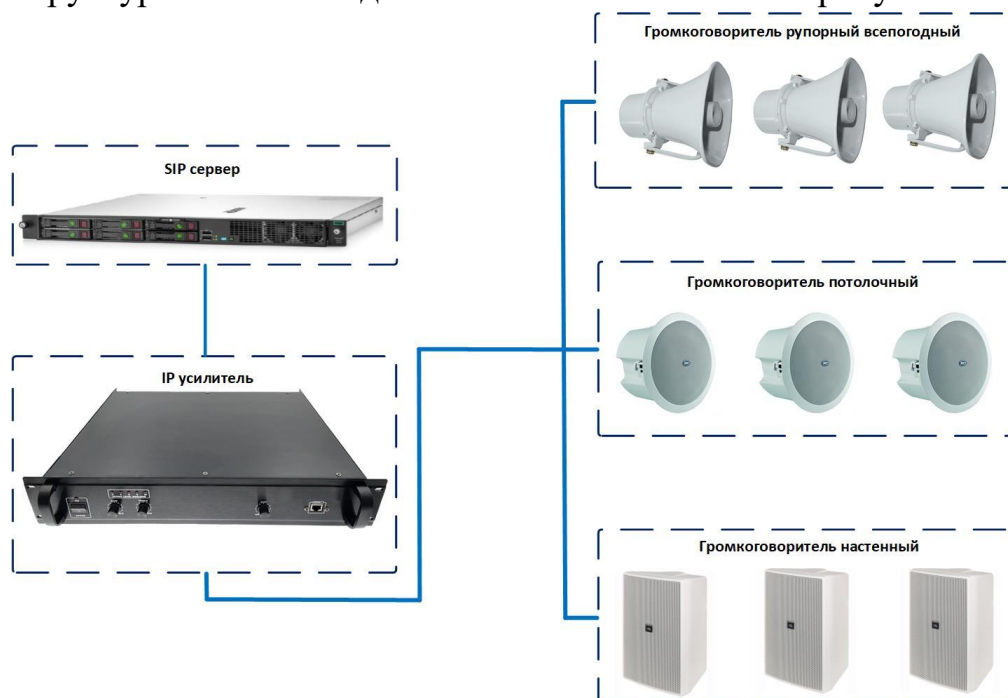 Громкоговоритель рупорный всепогодный
SIP сервер
Громкоговоритель потолочный
IP усилитель
Громкоговоритель настенный